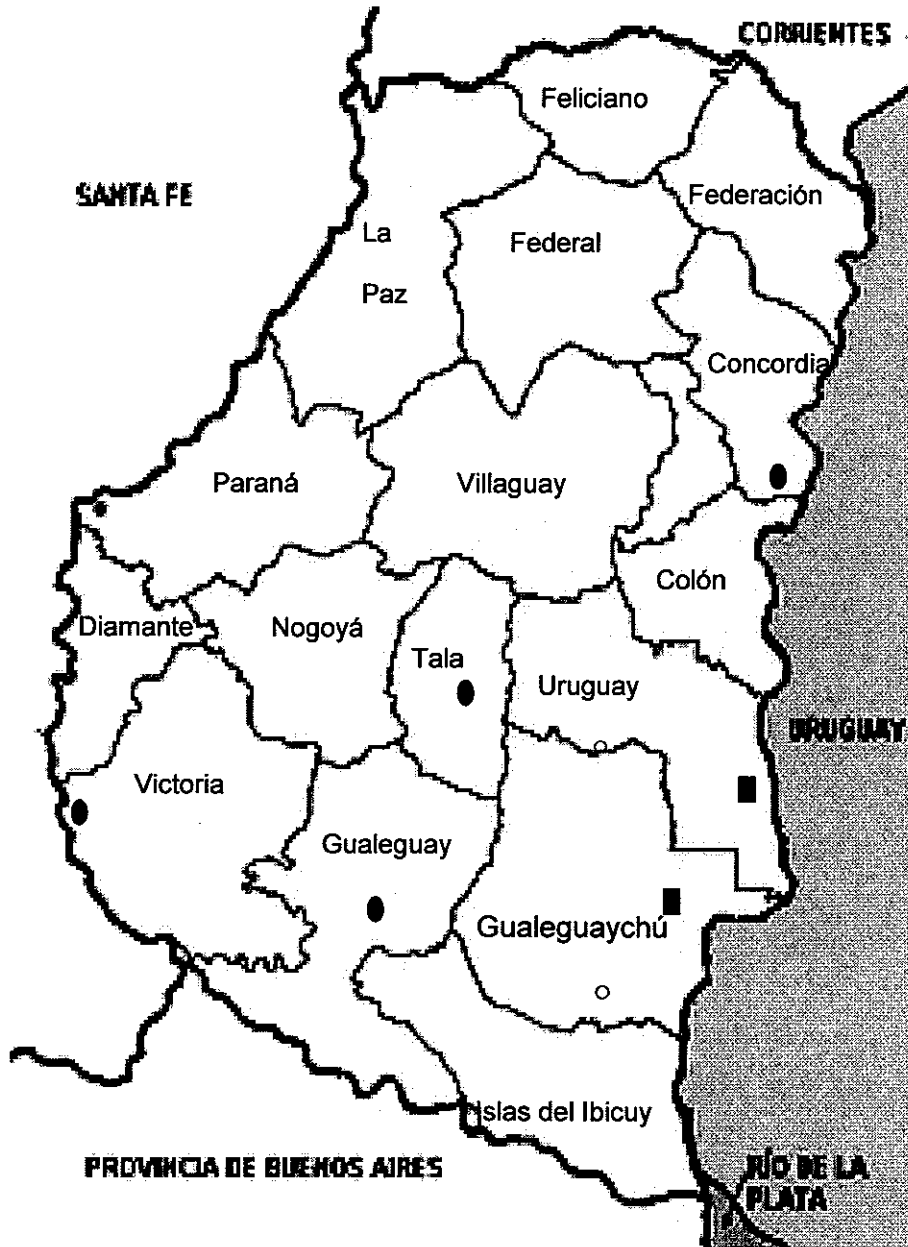 CORRIENTES
Feliciano
SANTA FE
Federación
La
Paz
Federal
Concordia
Paraná
Villaguay
Colón
Diamante
Nogoyá
Tala
Uruguay
URUGUAY
Victoria
Gualeguay
Gualeguaychú
Islas del Ibicuy
PROVINCIA DE BUENOS AIRES
RÍO DE LA
PLATA